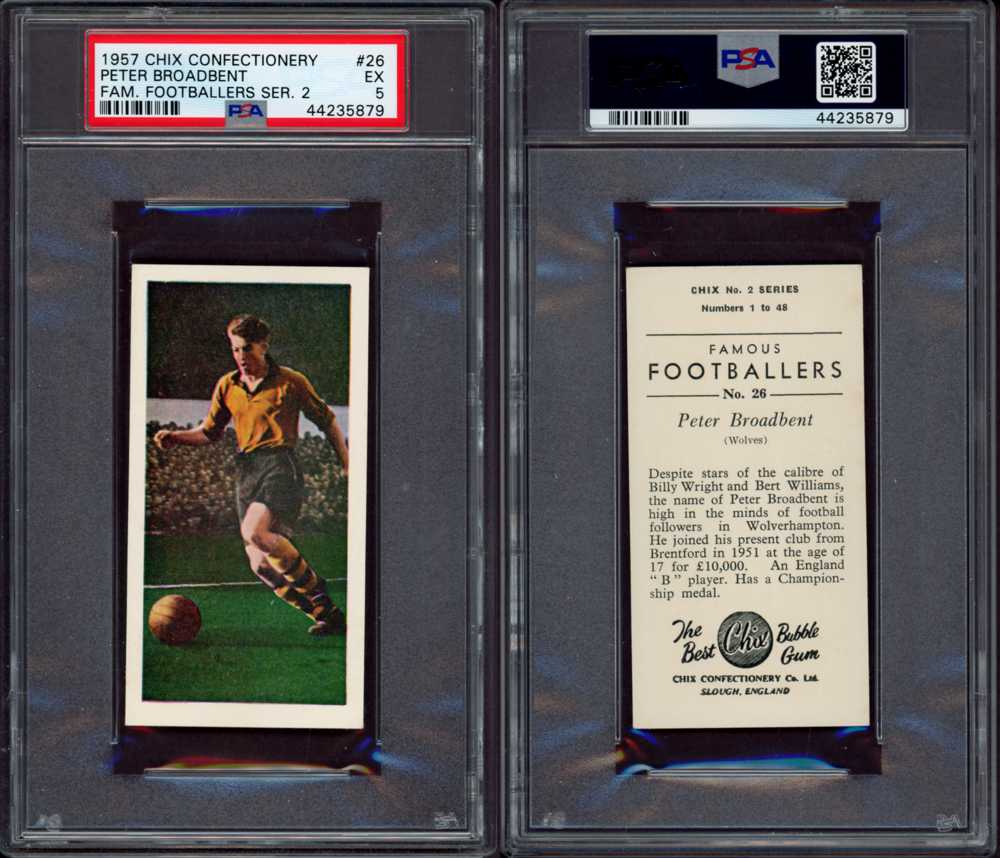 1957 CHIX CONFECTIONERY #26
PETER BROADBENT EX
FAM. FOOTBALLERS SER. 2 5
PSA 44235879
PSA
44235879
CHIX No. 2 SERIES
Numbers 1 to 48
FAMOUS
FOOTBALLERS
No. 26
Peter Broadbent
(Wolves)
Despite stars of the calibre of
Billy Wright and Bert Williams,
the name of Peter Broadbent is
high in the minds of football
followers in Wolverhampton.
He joined his present club from
Brentford in 1951 at the age of
17 for £10,000. An England
"B" player. Has a Champion-
ship medal.
The Best Chix Bubble Gum
CHIX CONFECTIONERY Co. Ltd.
SLOUGH, ENGLAND